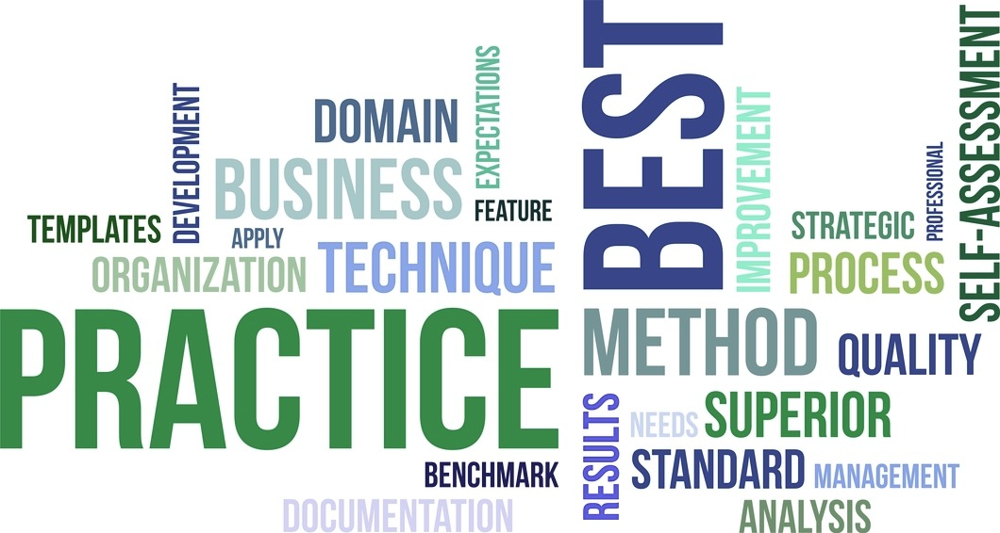 DEVELOPMENT
DOMAIN
EXPECTATIONS
BUSINESS
TEMPLATES
APPLY
FEATURE
ORGANIZATION
TECHNIQUE
PRACTICE
BENCHMARK
DOCUMENTATION
BEST
IMPROVEMENT
STRATEGIC
PROFESSIONAL
SELF-ASSESSMENT
PROCESS
METHOD
QUALITY
RESULTS
NEEDS
SUPERIOR
STANDARD
MANAGEMENT
ANALYSIS